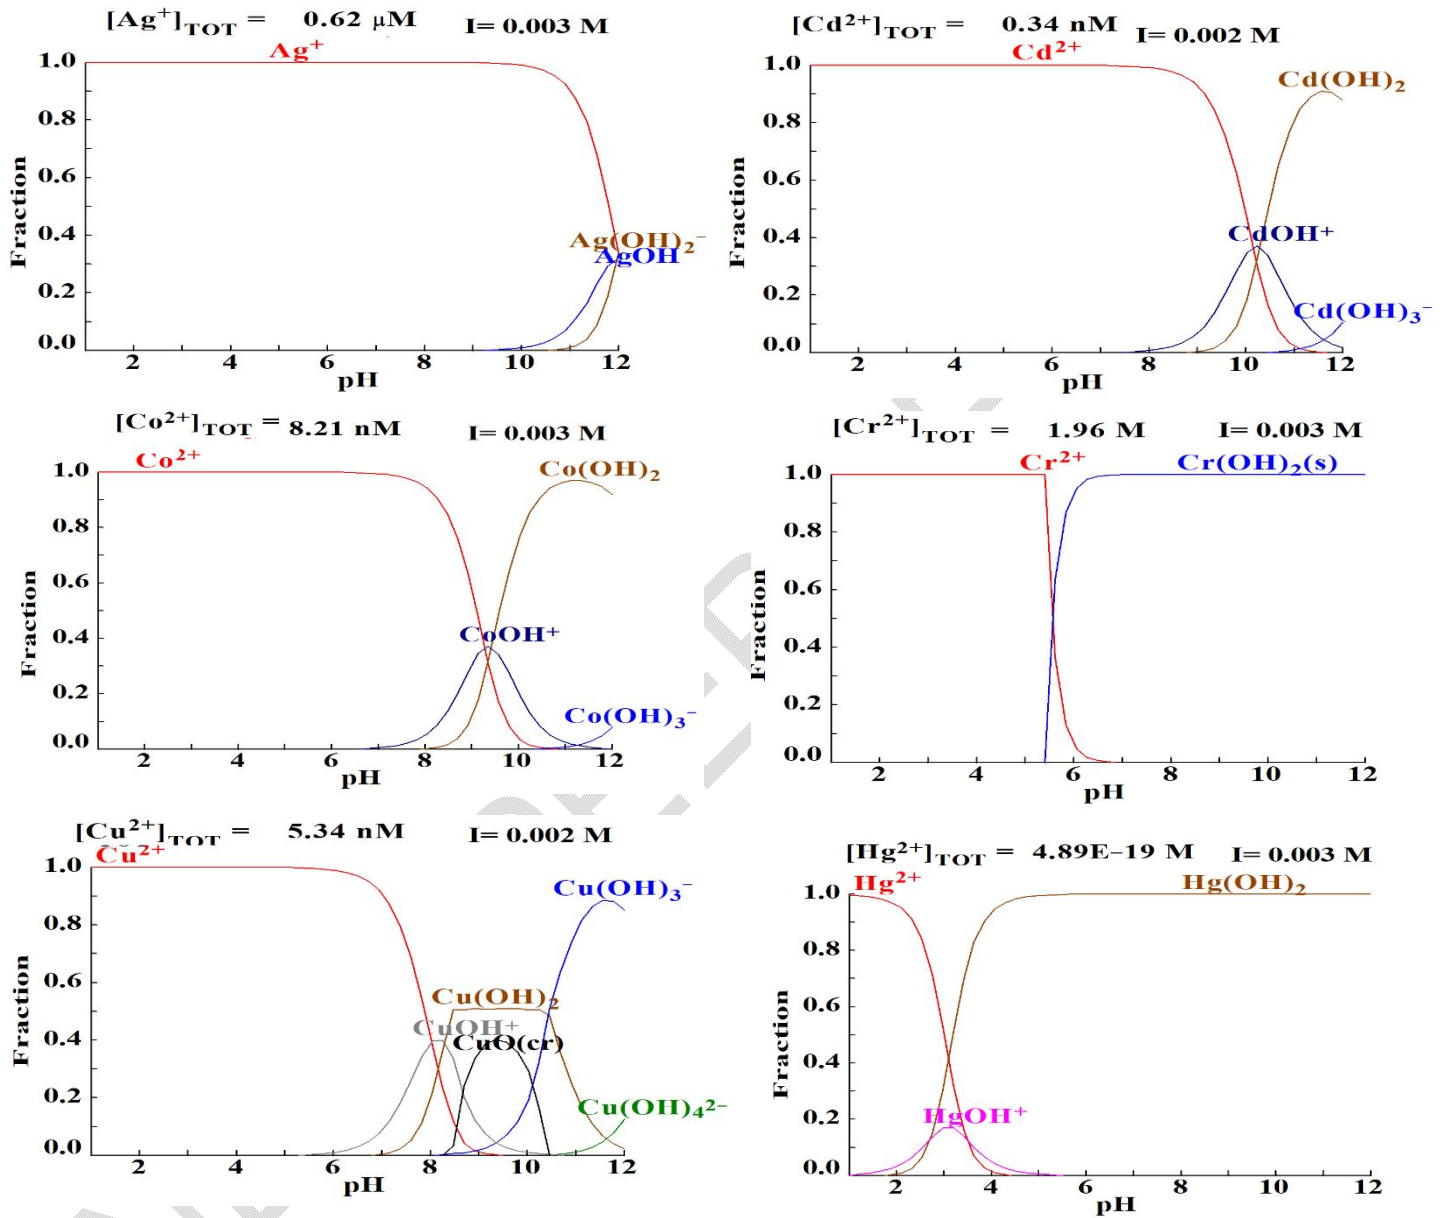 [Ag⁺]TOT = 0.62 μM I= 0.003 M
Ag⁺
1.0
0.8
0.6
0.4
0.2
0.0
Fraction
Ag(OH)₂⁻
AgOH
2 4 6 8 10 12
pH
[Cd²⁺]TOT = 0.34 nM I= 0.002 M
Cd²⁺
Cd(OH)₂
1.0
0.8
0.6
0.4
0.2
0.0
Fraction
CdOH⁺
Cd(OH)₃⁻
2 4 6 8 10 12
pH
[Co²⁺]TOT = 8.21 nM I= 0.003 M
Co²⁺
Co(OH)₂
1.0
0.8
0.6
0.4
0.2
0.0
Fraction
CoOH⁺
Co(OH)₃⁻
2 4 6 8 10 12
pH
[Cr²⁺]TOT = 1.96 M I= 0.003 M
Cr²⁺ Cr(OH)₂(s)
1.0
0.8
0.6
0.4
0.2
0.0
Fraction
2 4 6 8 10 12
pH
[Cu²⁺]TOT = 5.34 nM I= 0.002 M
Cu²⁺
1.0
0.8
0.6
0.4
0.2
0.0
Fraction
Cu(OH)₃⁻
Cu(OH)₂
CuOH⁺
CuO(cr)
Cu(OH)₄²⁻
2 4 6 8 10 12
pH
[Hg²⁺]TOT = 4.89E−19 M I= 0.003 M
Hg²⁺ Hg(OH)₂
1.0
0.8
0.6
0.4
0.2
0.0
Fraction
HgOH⁺
2 4 6 8 10 12
pH